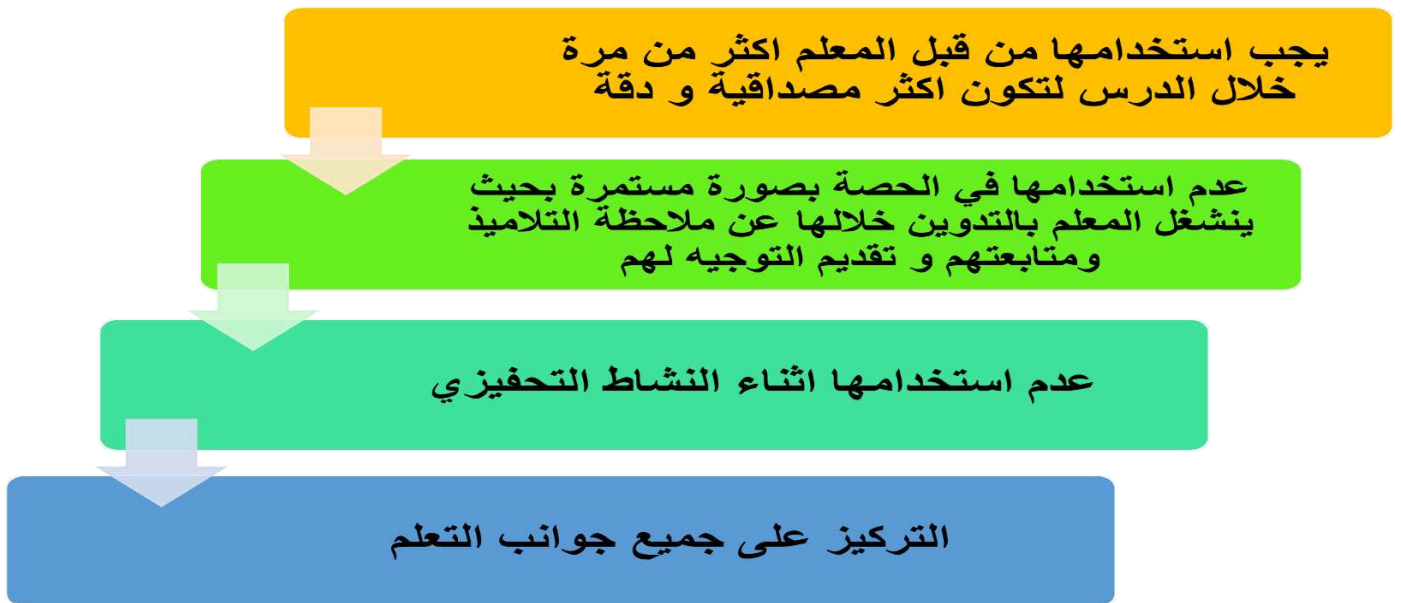 يجب استخدامها من قبل المعلم اكثر من مرة
خلال الدرس لتكون اكثر مصداقية و دقة
عدم استخدامها في الحصة بصورة مستمرة بحيث
ينشغل المعلم بالتدوين خلالها عن ملاحظة التلاميذ
ومتابعتهم و تقديم التوجيه لهم
عدم استخدامها اثناء النشاط التحفيزي
التركيز على جميع جوانب التعلم